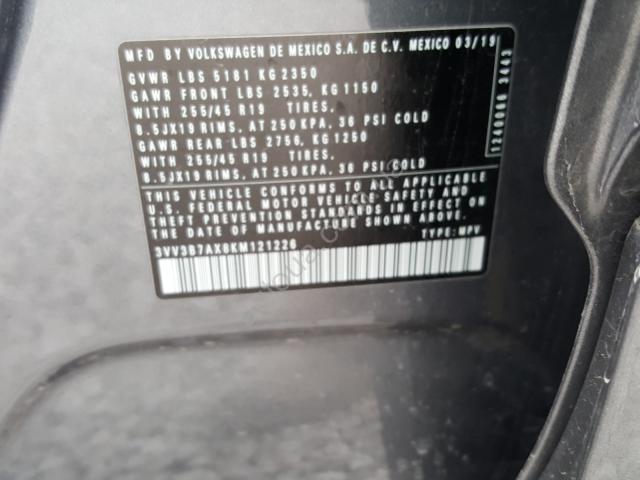 MFD BY VOLKSWAGEN DE MEXICO S.A. DE C.V. MEXICO 03/19
GVWR LBS 5181 KG 2350
GAWR FRONT LBS 2535, KG 1150
WITH 255/45 R19 TIRES.
8.5JX19 RIMS, AT 250 KPA, 36 PSI COLD
GAWR REAR LBS 2756, KG 1250
WITH 255/45 R19 TIRES.
8.5JX19 RIMS, AT 250 KPA, 36 PSI COLD
THIS VEHICLE CONFORMS TO ALL APPLICABLE
U.S. FEDERAL MOTOR VEHICLE SAFETY AND
THEFT PREVENTION STANDARDS IN EFFECT ON
THE DATE OF MANUFACTURE SHOWN ABOVE.
3VV3B7AX8KM121226 TYPE: MPV
1240066 3443